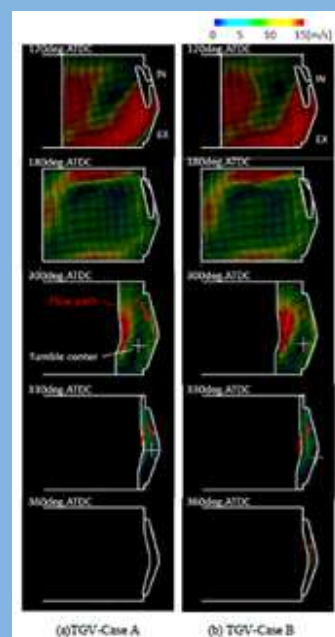 0 5 10 15[m/s]
120deg.ATDC 120deg.ATDC
IN IN
EX EX
180deg.ATDC 180deg.ATDC
300deg.ATDC 300deg.ATDC
Flow path
Tumble center
330deg.ATDC 330deg.ATDC
360deg.ATDC 360deg.ATDC
(a)TGV-Case A (b) TGV-Case B